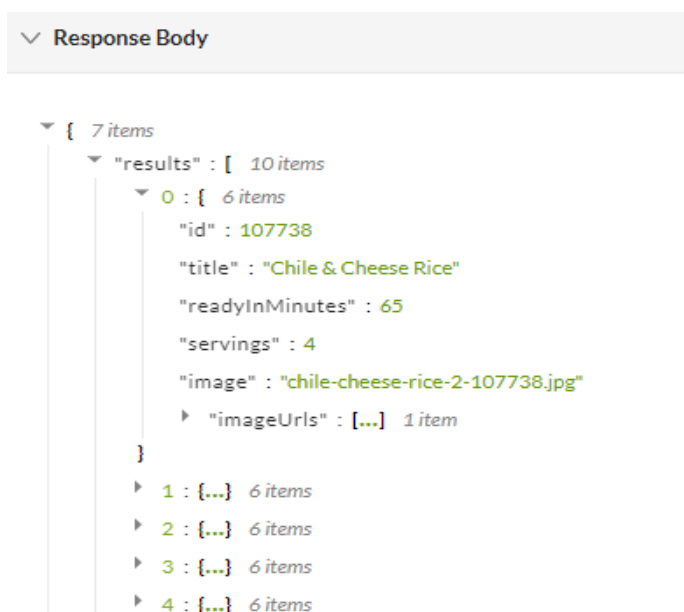 Response Body
{ 7 items
"results" : [ 10 items
0 : { 6 items
"id" : 107738
"title" : "Chile & Cheese Rice"
"readyInMinutes" : 65
"servings" : 4
"image" : "chile-cheese-rice-2-107738.jpg"
"imageUrls" : [...] 1 item
}
1 : {...} 6 items
2 : {...} 6 items
3 : {...} 6 items
4 : {...} 6 items